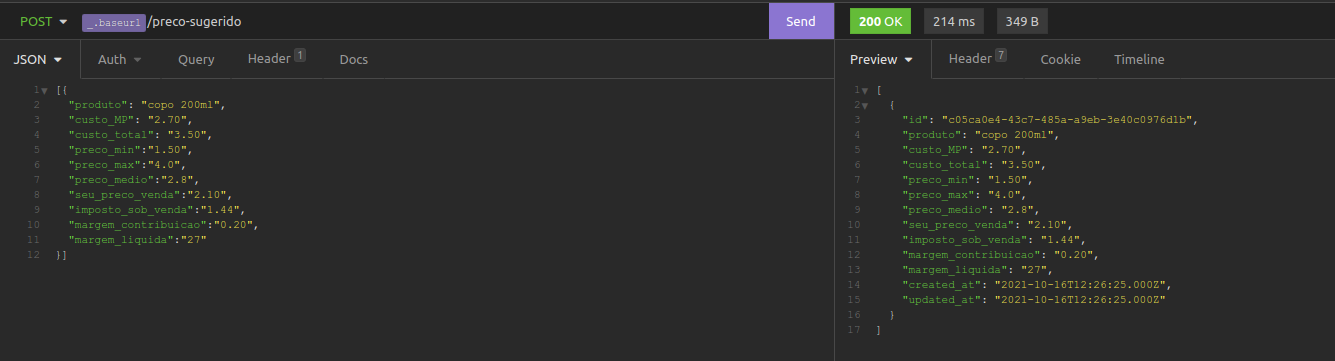 POST _.baseurl /preco-sugerido Send 200 OK 214 ms 349 B
JSON Auth Query Header 1 Docs
1 [{
2 "produto": "copo 200ml",
3 "custo_MP": "2.70",
4 "custo_total": "3.50",
5 "preco_min":"1.50",
6 "preco_max":"4.0",
7 "preco_medio":"2.8",
8 "seu_preco_venda":"2.10",
9 "imposto_sob_venda":"1.44",
10 "margem_contribuicao":"0.20",
11 "margem_liquida":"27"
12 }]
Preview Header 7 Cookie Timeline
1 [
2 {
3 "id": "c05ca0e4-43c7-485a-a9eb-3e40c0976d1b",
4 "produto": "copo 200ml",
5 "custo_MP": "2.70",
6 "custo_total": "3.50",
7 "preco_min": "1.50",
8 "preco_max": "4.0",
9 "preco_medio": "2.8",
10 "seu_preco_venda": "2.10",
11 "imposto_sob_venda": "1.44",
12 "margem_contribuicao": "0.20",
13 "margem_liquida": "27",
14 "created_at": "2021-10-16T12:26:25.000Z",
15 "updated_at": "2021-10-16T12:26:25.000Z"
16 }
17 ]